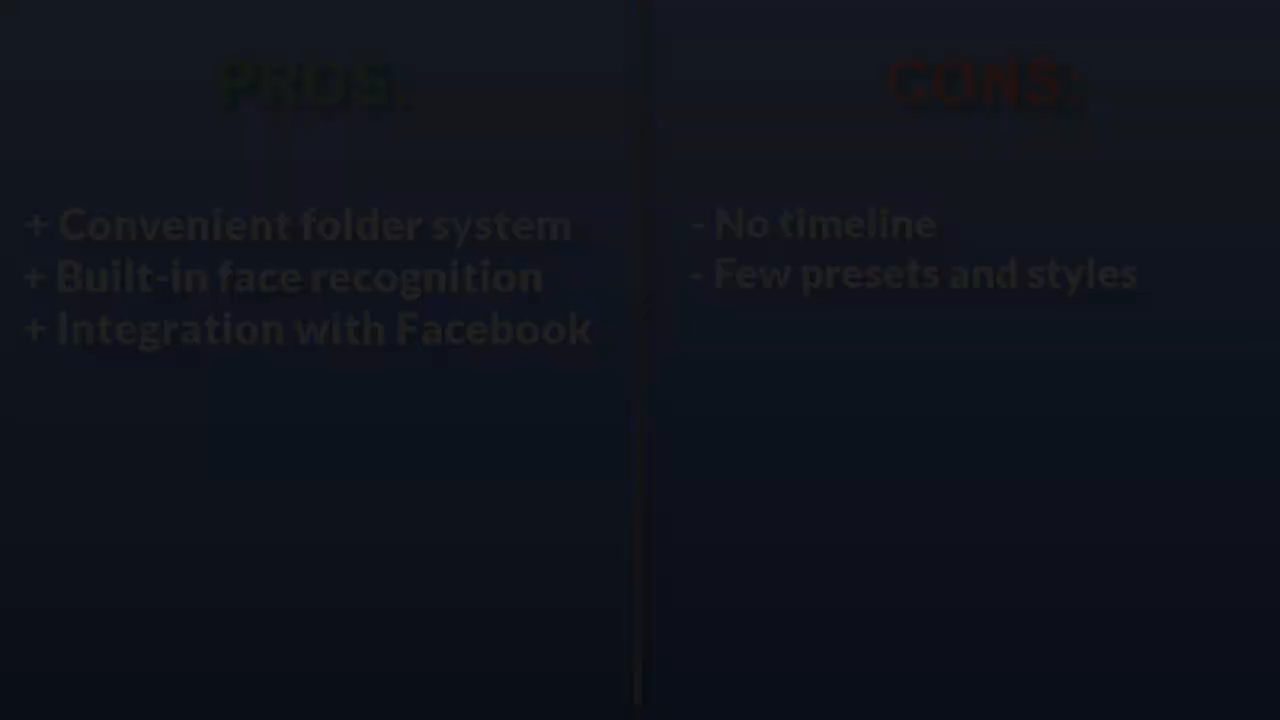 PROS:
+ Convenient folder system
+ Built-in face recognition
+ Integration with Facebook
CONS:
- No timeline
- Few presets and styles